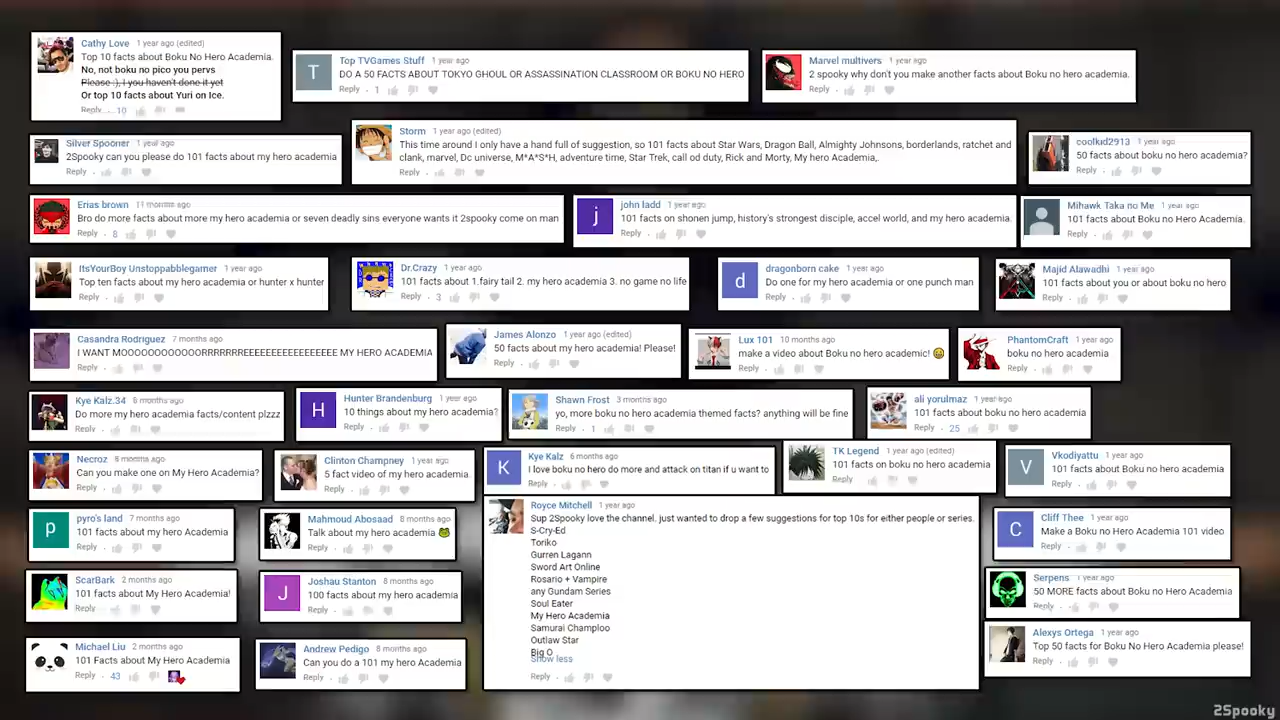 Cathy Love 1 year ago (edited)
Top 10 facts about Boku No Hero Academia.
No, not boku no pico you pervs
Please :), i you haven't done it yet
Or top 10 facts about Yuri on Ice.
Reply 10
T
Top TVGames Stuff 1 year ago
DO A 50 FACTS ABOUT TOKYO GHOUL OR ASSASSINATION CLASSROOM OR BOKU NO HERO
Reply 1
Marvel multivers 1 year ago
2 spooky why don't you make another facts about Boku no hero academia.
Reply
Silver Spooner 1 year ago
2Spooky can you please do 101 facts about my hero academia
Reply
Storm 1 year ago (edited)
This time around I only have a hand full of suggestion, so 101 facts about Star Wars, Dragon Ball, Almighty Johnsons, borderlands, ratchet and
clank, marvel, Dc universe, M*A*S*H, adventure time, Star Trek, call od duty, Rick and Morty, My hero Academia,.
Reply
coolkid2913 1 year ago
50 facts about boku no hero academia?
Reply
Erias brown 11 months ago
Bro do more facts about more my hero academia or seven deadly sins everyone wants it 2spooky come on man
Reply 8
j
john ladd 1 year ago
101 facts on shonen jump, history's strongest disciple, accel world, and my hero academia.
Reply
Mihawk Taka no Me 1 year ago
101 facts about Boku no Hero Academia.
Reply
ItsYourBoy Unstoppabblegamer 1 year ago
Top ten facts about my hero academia or hunter x hunter
Reply
Dr.Crazy 1 year ago
101 facts about 1.fairy tail 2. my hero academia 3. no game no life
Reply 3
d
dragonborn cake 1 year ago
Do one for my hero academia or one punch man
Reply
Majid Alawadhi 1 year ago
101 facts about you or about boku no hero
Reply
Casandra Rodriguez 7 months ago
I WANT MOOOOOOOOOOOORRRRRRREEEEEEEEEEEEEEEE MY HERO ACADEMIA
Reply
James Alonzo 1 year ago (edited)
50 facts about my hero academia! Please!
Reply
Lux 101 10 months ago
make a video about Boku no hero academic! 😀
Reply
PhantomCraft 1 year ago
boku no hero academia
Reply
Kye Kalz.34 8 months ago
Do more my hero academia facts/content plzzz
Reply
H
Hunter Brandenburg 1 year ago
10 things about my hero academia?
Reply
Shawn Frost 3 months ago
yo, more boku no hero academia themed facts? anything will be fine
Reply 1
ali yorulmaz 1 year ago
101 facts about boku no hero academia
Reply 25
Necroz 8 months ago
Can you make one on My Hero Academia?
Reply
Clinton Champney 1 year ago
5 fact video of my hero academia
Reply
K
Kye Kalz 6 months ago
I love boku no hero do more and attack on titan if u want to
Reply
TK Legend 1 year ago (edited)
101 facts on boku no hero academia
Reply
V
Vkodiyattu 1 year ago
101 facts about boku no hero academia
Reply
p
pyro's land 7 months ago
101 facts about my hero Academia
Reply
Mahmoud Abosaad 8 months ago
Talk about my hero academia 🐸
Reply
Royce Mitchell 1 year ago
Sup 2Spooky love the channel. just wanted to drop a few suggestions for top 10s for either people or series.
S-Cry-Ed
Toriko
Gurren Lagann
Sword Art Online
Rosario + Vampire
any Gundam Series
Soul Eater
My Hero Academia
Samurai Champloo
Outlaw Star
Big O
Show less
Reply
C
Cliff Thee 1 year ago
Make a Boku no Hero Academia 101 video
Reply
ScarBark 2 months ago
101 facts about My Hero Academia!
Reply
J
Joshau Stanton 8 months ago
100 facts about my hero academia
Reply
Serpens 1 year ago
50 MORE facts about Boku no Hero Academia
Reply
Michael Liu 2 months ago
101 Facts about My Hero Academia
Reply 43
Andrew Pedigo 8 months ago
Can you do a 101 my hero Academia
Reply
Alexys Ortega 1 year ago
Top 50 facts for Boku No Hero Academia please!
Reply
2Spooky